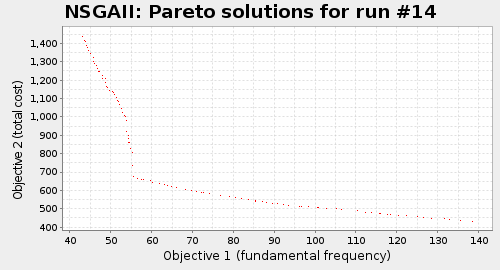 NSGAII: Pareto solutions for run #14
Objective 2 (total cost)
1,400
1,300
1,200
1,100
1,000
900
800
700
600
500
400
40 50 60 70 80 90 100 110 120 130 140
Objective 1 (fundamental frequency)